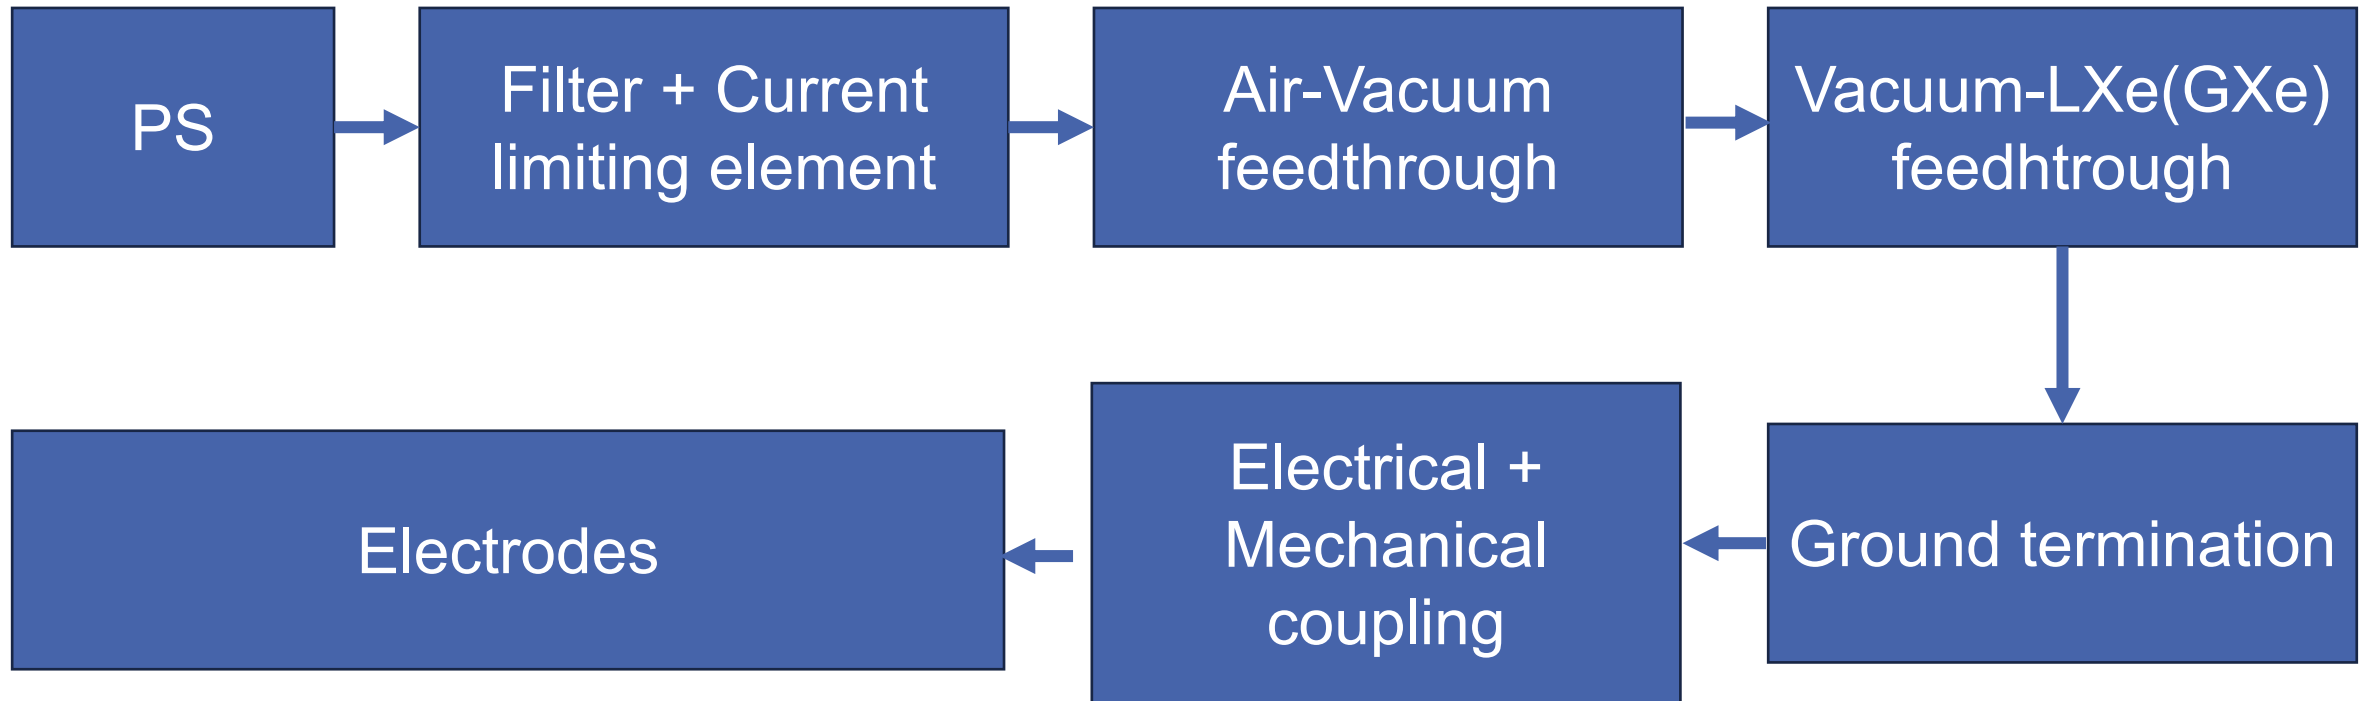 PS
Filter + Current
limiting element
Air-Vacuum
feedthrough
Vacuum-LXe(GXe)
feedhtrough
Ground termination
Electrical +
Mechanical
coupling
Electrodes